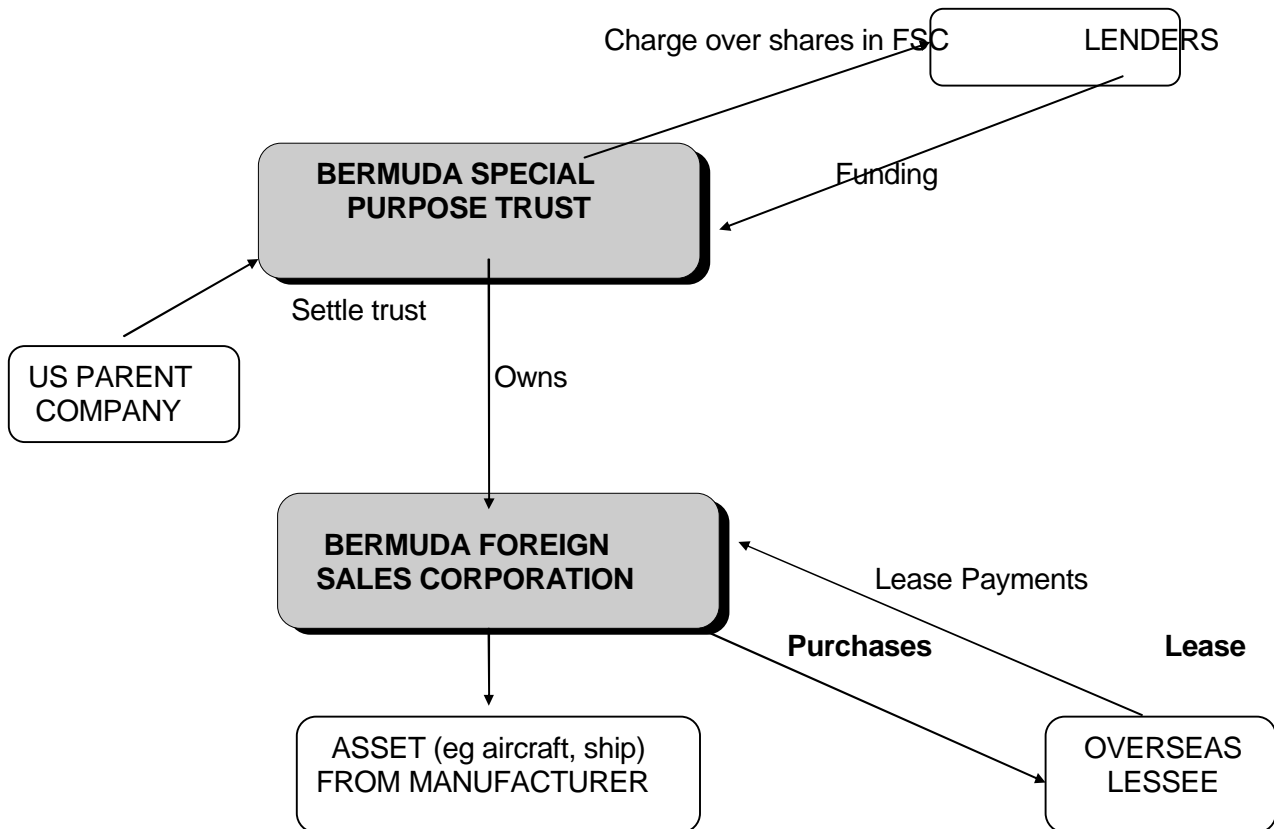 Charge over shares in FSC
LENDERS
BERMUDA SPECIAL
PURPOSE TRUST
Funding
Settle trust
US PARENT
COMPANY
Owns
BERMUDA FOREIGN
SALES CORPORATION
Lease Payments
Purchases
Lease
ASSET (eg aircraft, ship)
FROM MANUFACTURER
OVERSEAS
LESSEE